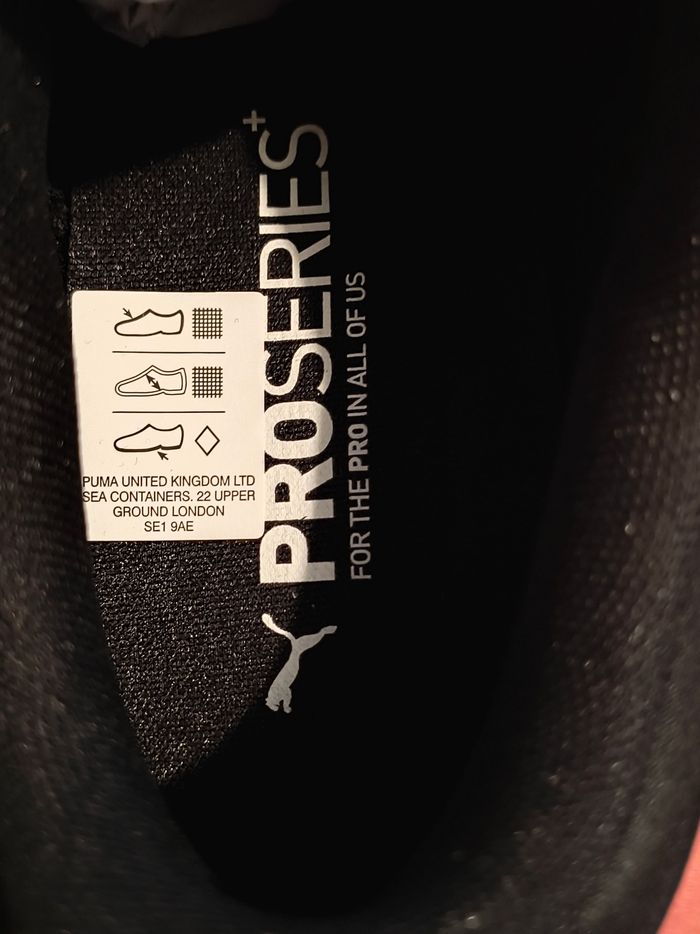 PROSERIES+
FOR THE PRO IN ALL OF US
PUMA UNITED KINGDOM LTD
SEA CONTAINERS. 22 UPPER
GROUND LONDON
SE1 9AE